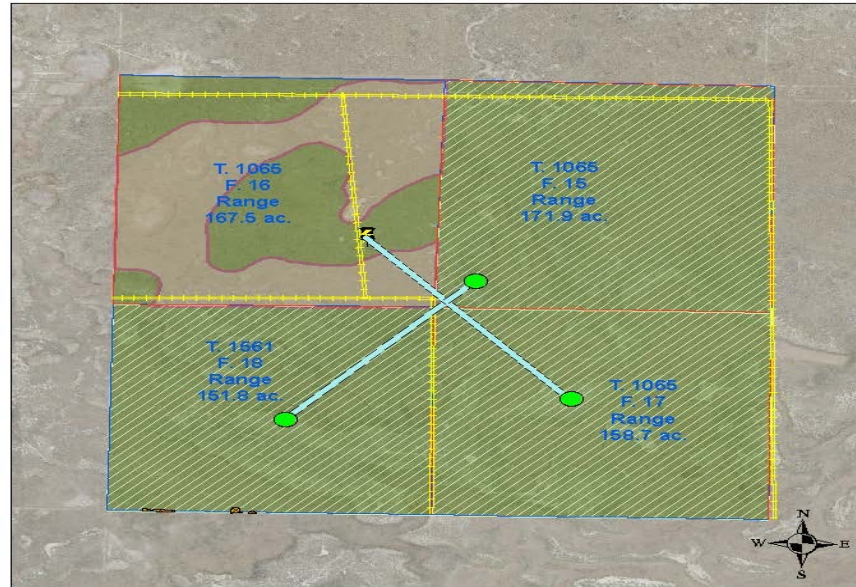 T. 1065
F. 16
Range
167.5 ac.
T. 1065
F. 15
Range
171.9 ac.
T. 1561
F. 18
Range
151.8 ac.
T. 1065
F. 17
Range
158.7 ac.
N
W
E
S